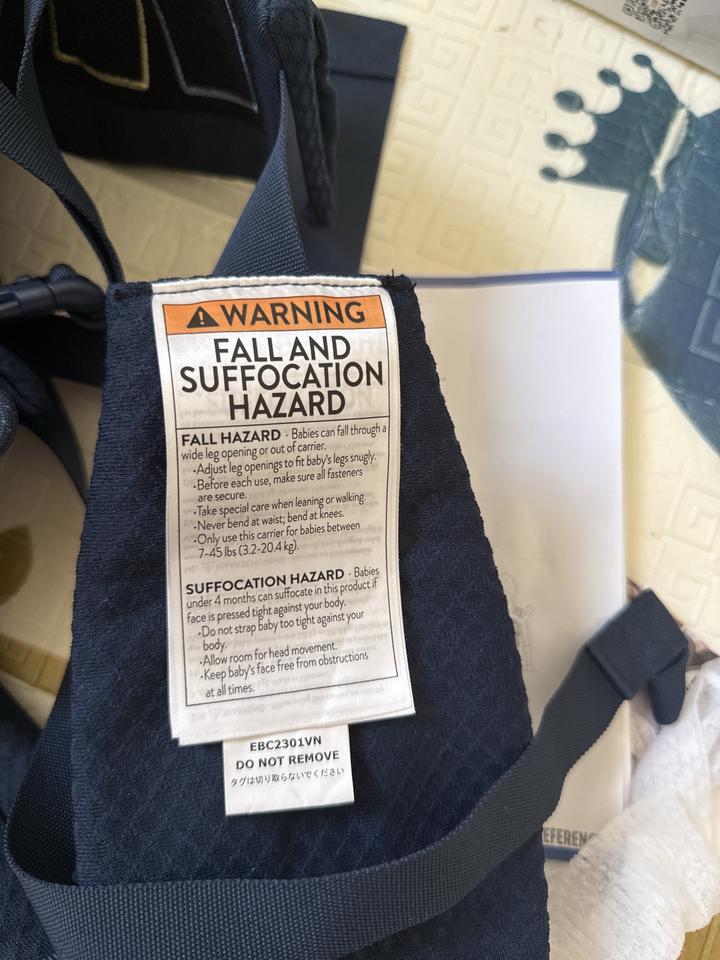 WARNING
FALL AND
SUFFOCATION
HAZARD
FALL HAZARD - Babies can fall through a
wide leg opening or out of carrier.
•Adjust leg openings to fit baby's legs snugly.
•Before each use, make sure all fasteners
are secure.
•Take special care when leaning or walking.
•Never bend at waist; bend at knees.
•Only use this carrier for babies between
7–45 lbs (3.2–20.4 kg).
SUFFOCATION HAZARD - Babies
under 4 months can suffocate in this product if
face is pressed tight against your body.
•Do not strap baby too tight against your
body.
•Allow room for head movement.
•Keep baby's face free from obstructions
at all times.
EBC2301VN
DO NOT REMOVE
タグは切り取らないでください